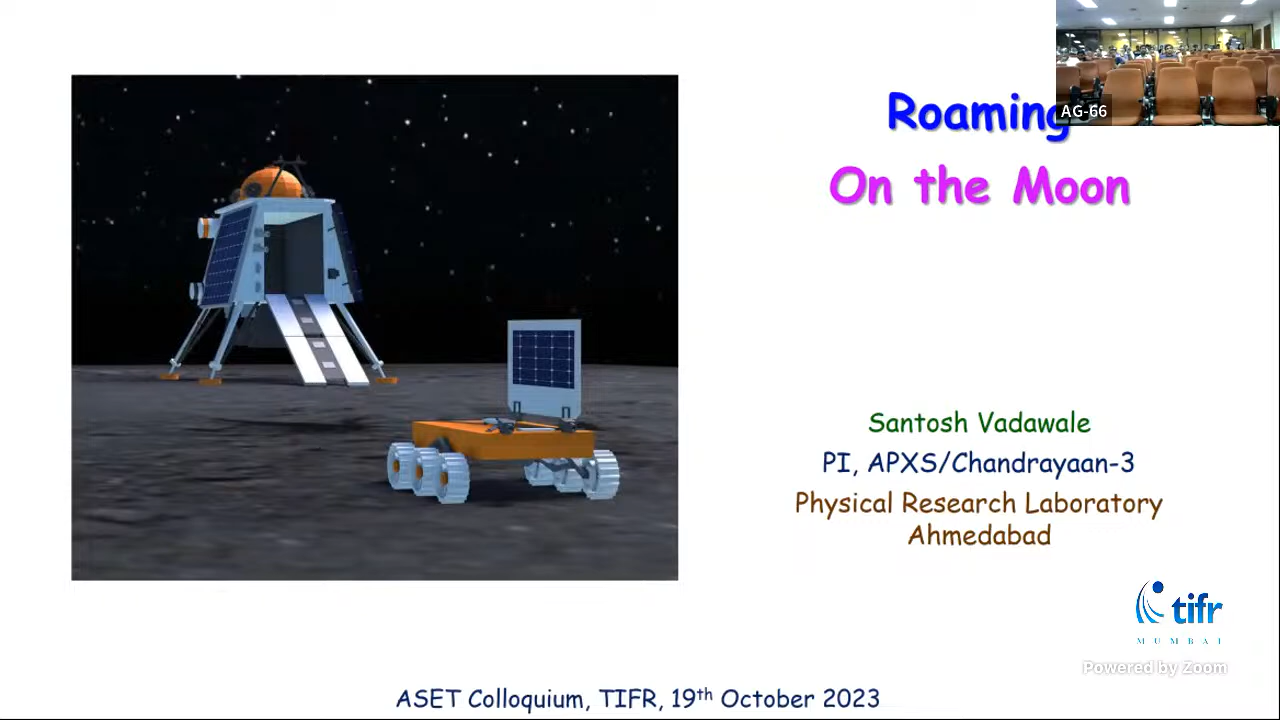 Roaming
AG-66
On the Moon
Santosh Vadawale
PI, APXS/Chandrayaan-3
Physical Research Laboratory
Ahmedabad
tifr
MUMBAI
Powered by Zoom
ASET Colloquium, TIFR, 19th October 2023